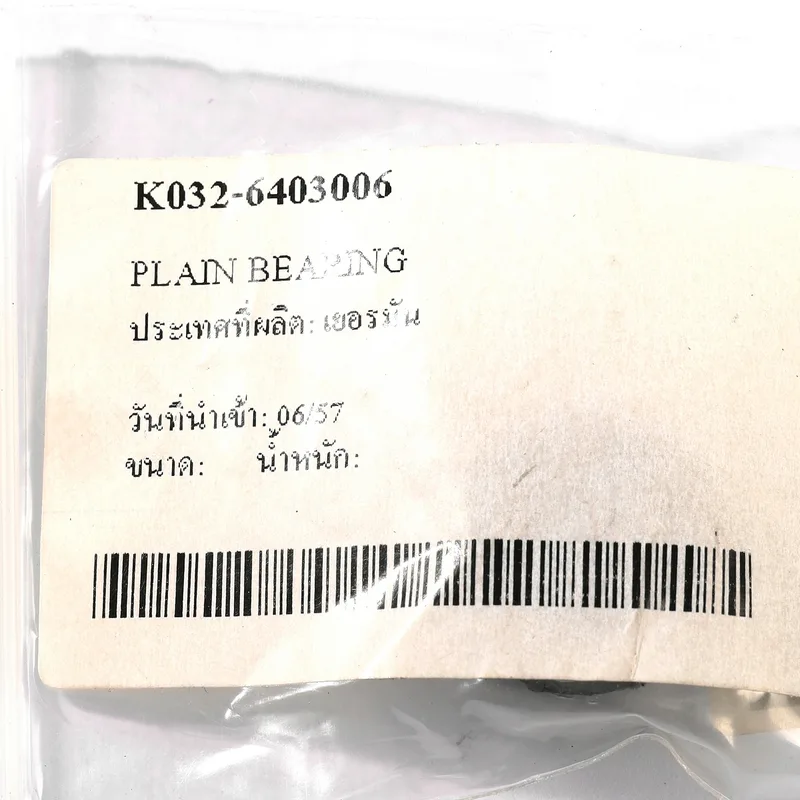 K032-6403006
PLAIN BEARING
ประเทศที่ผลิต: เยอรมัน
วันที่นำเข้า: 06/57
ขนาด: น้ำหนัก: